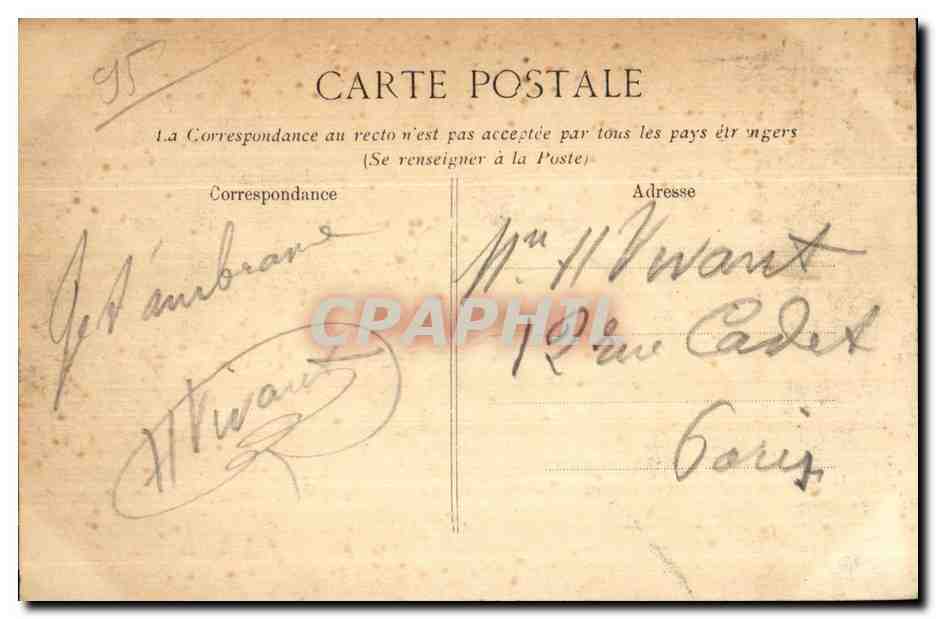 95
CARTE POSTALE
La Correspondance au recto n'est pas acceptée par tous les pays étrangers
(Se renseigner à la Poste)
Correspondance
Adresse
Je t'embrasse
H Vivant
Mr H Vivant
12 rue Cadet
Paris
CPAPHIL